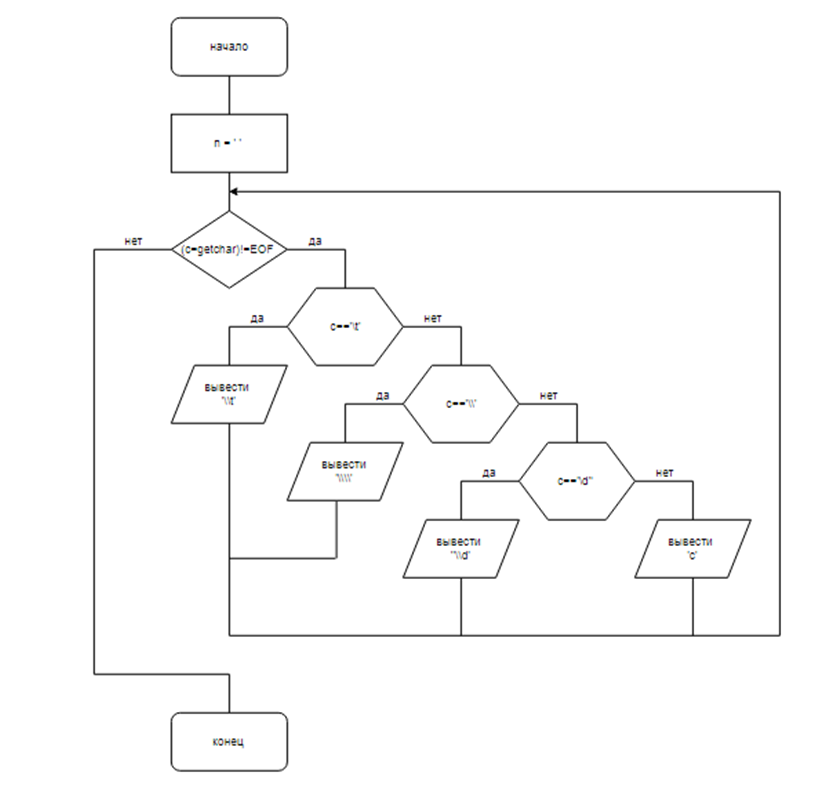 начало
n = ' '
нет
(c=getchar)!=EOF
да
да
c=='\t'
нет
вывести
'\\t'
да
c=='\\'
нет
вывести
'\\\\'
да
c=='\d'
нет
вывести
'\\d'
вывести
'c'
конец